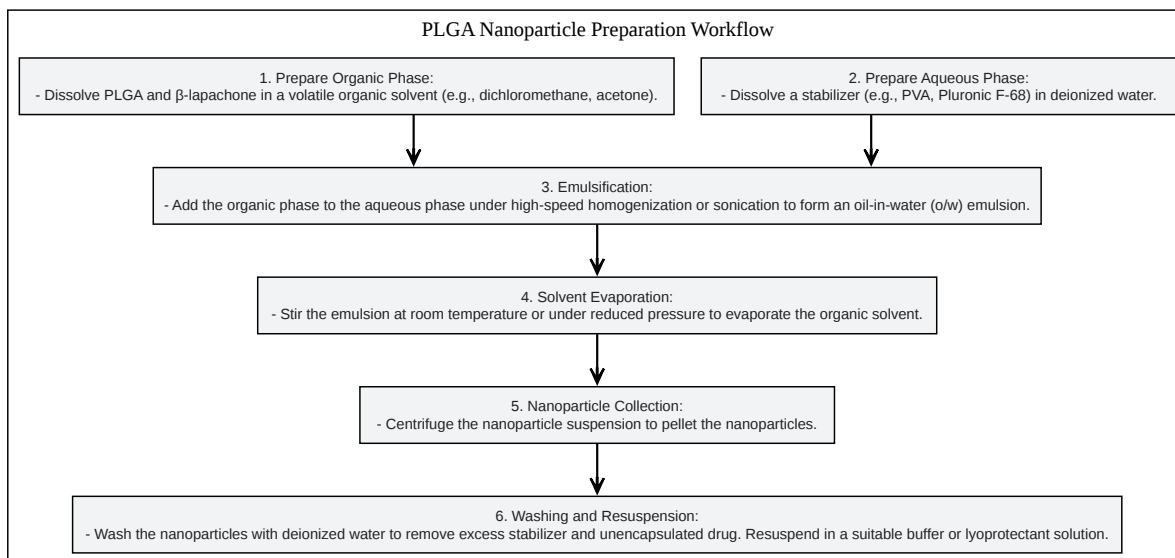 PLGA Nanoparticle Preparation Workflow
1. Prepare Organic Phase:
- Dissolve PLGA and β-lapachone in a volatile organic solvent (e.g., dichloromethane, acetone).
2. Prepare Aqueous Phase:
- Dissolve a stabilizer (e.g., PVA, Pluronic F-68) in deionized water.
3. Emulsification:
- Add the organic phase to the aqueous phase under high-speed homogenization or sonication to form an oil-in-water (o/w) emulsion.
4. Solvent Evaporation:
- Stir the emulsion at room temperature or under reduced pressure to evaporate the organic solvent.
5. Nanoparticle Collection:
- Centrifuge the nanoparticle suspension to pellet the nanoparticles.
6. Washing and Resuspension:
- Wash the nanoparticles with deionized water to remove excess stabilizer and unencapsulated drug. Resuspend in a suitable buffer or lyoprotectant solution.